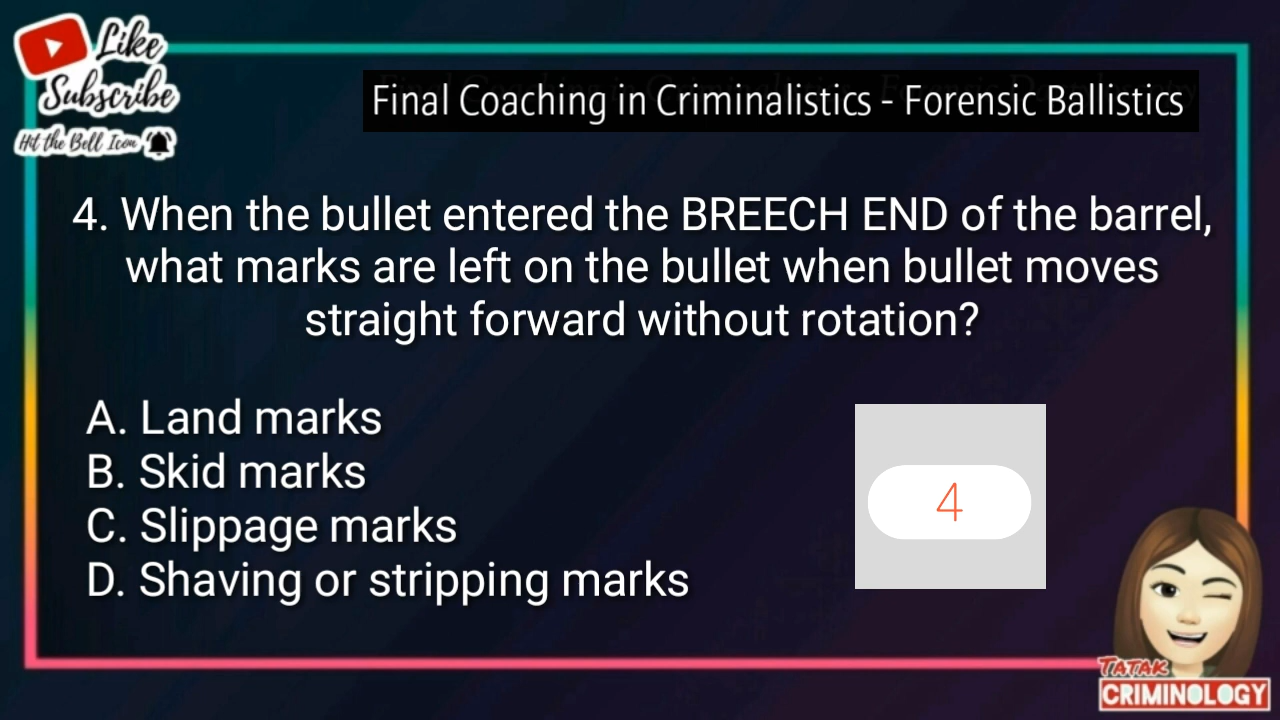 Like
Subscribe
Hit the Bell Icon
Final Coaching in Criminalistics - Forensic Ballistics
4. When the bullet entered the BREECH END of the barrel,
what marks are left on the bullet when bullet moves
straight forward without rotation?
A. Land marks
B. Skid marks
C. Slippage marks
D. Shaving or stripping marks
4
TATAK
CRIMINOLOGY